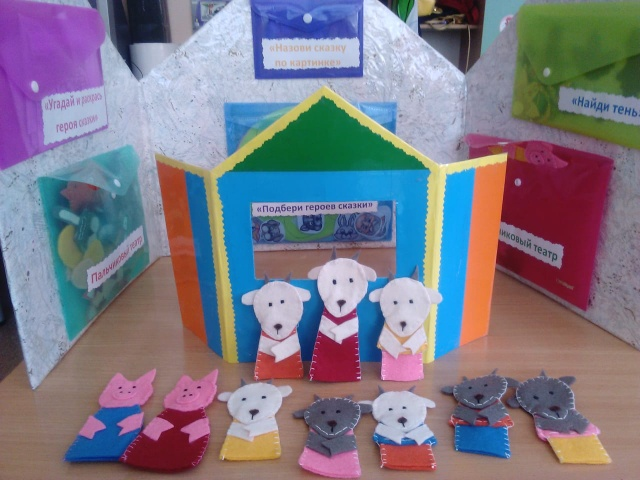 «Назови сказку
по картинке»
«Угадай и раскрась
героя сказки»
«Найди тень»
«Подбери героев сказки»
Пальчиковый театр
театр